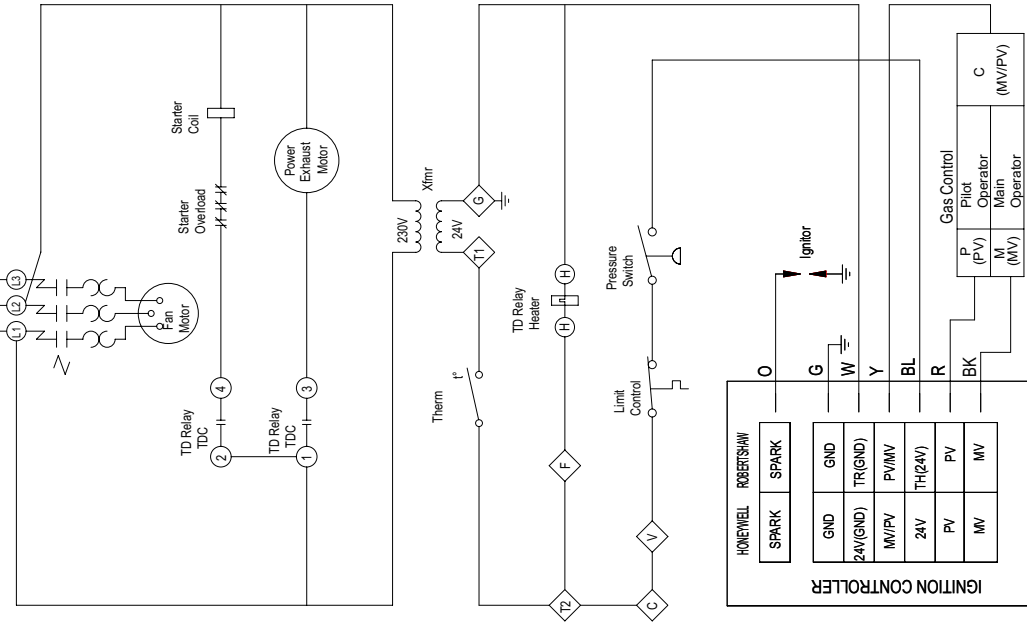 L1
L2
L3
Fan
Motor
Starter
Coil
Starter
Overload
TD Relay
TDC
2
4
Power
Exhaust
Motor
TD Relay
TDC
1
3
230V
Xfmr
24V
T1
G
Therm
t°
TD Relay
Heater
T2
F
H
H
Pressure
Switch
Limit
Control
C
V
Ignitor
Gas Control
P
(PV)
Pilot
Operator
M
(MV)
Main
Operator
C
(MV/PV)
HONEYWELL
ROBERTSHAW
SPARK
SPARK
O
GND
GND
G
24V(GND)
TR(GND)
W
MV/PV
PV/MV
Y
24V
TH(24V)
BL
PV
PV
R
MV
MV
BK
IGNITION CONTROLLER